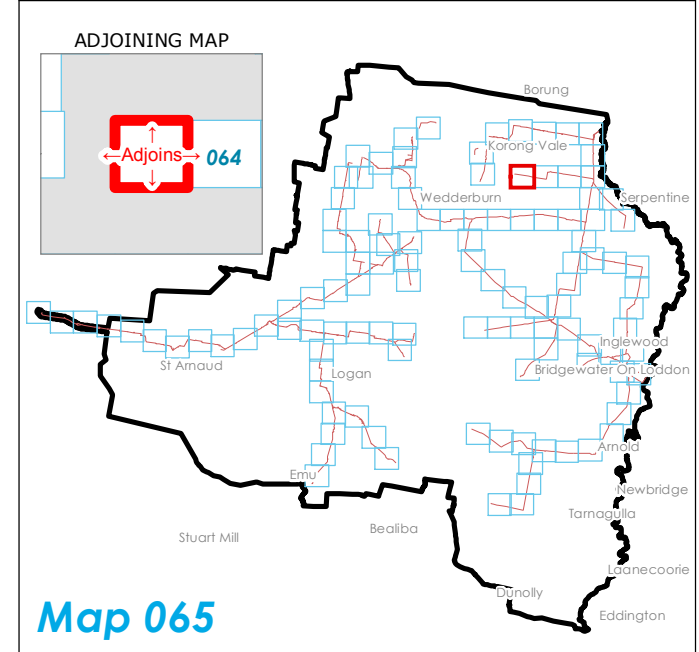 ADJOINING MAP
←Adjoins→ 064
Borung
Korong Vale
Wedderburn
Serpentine
Inglewood
St Arnaud
Logan
Bridgewater On Loddon
Arnold
Emu
Newbridge
Tarnagulla
Bealiba
Stuart Mill
Laanecoorie
Dunolly
Eddington
Map 065